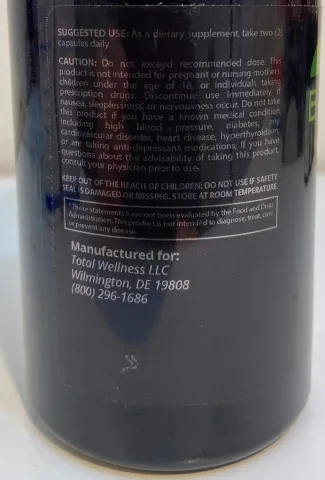 SUGGESTED USE: As a dietary supplement, take two (2)
capsules daily.
CAUTION: Do not exceed recommended dose. This
product is not intended for pregnant or nursing mothers,
children under the age of 18, or individuals taking
prescription drugs. Discontinue use immediately if
nausea, sleeplessness, or nervousness occur. Do not take
this product if you have a known medical condition
including high blood pressure, diabetes, any
cardiovascular disorder, heart disease, hyperthyroidism,
or are taking anti-depressant medications. If you have
questions about the advisability of taking this product,
consult your physician prior to use.
KEEP OUT OF THE REACH OF CHILDREN: DO NOT USE IF SAFETY
SEAL IS DAMAGED OR MISSING. STORE AT ROOM TEMPERATURE.
*These statements have not been evaluated by the Food and Drug
Administration. This product is not intended to diagnose, treat, cure
or prevent any disease.
Manufactured for:
Total Wellness LLC
Wilmington, DE 19808
(800) 296-1686